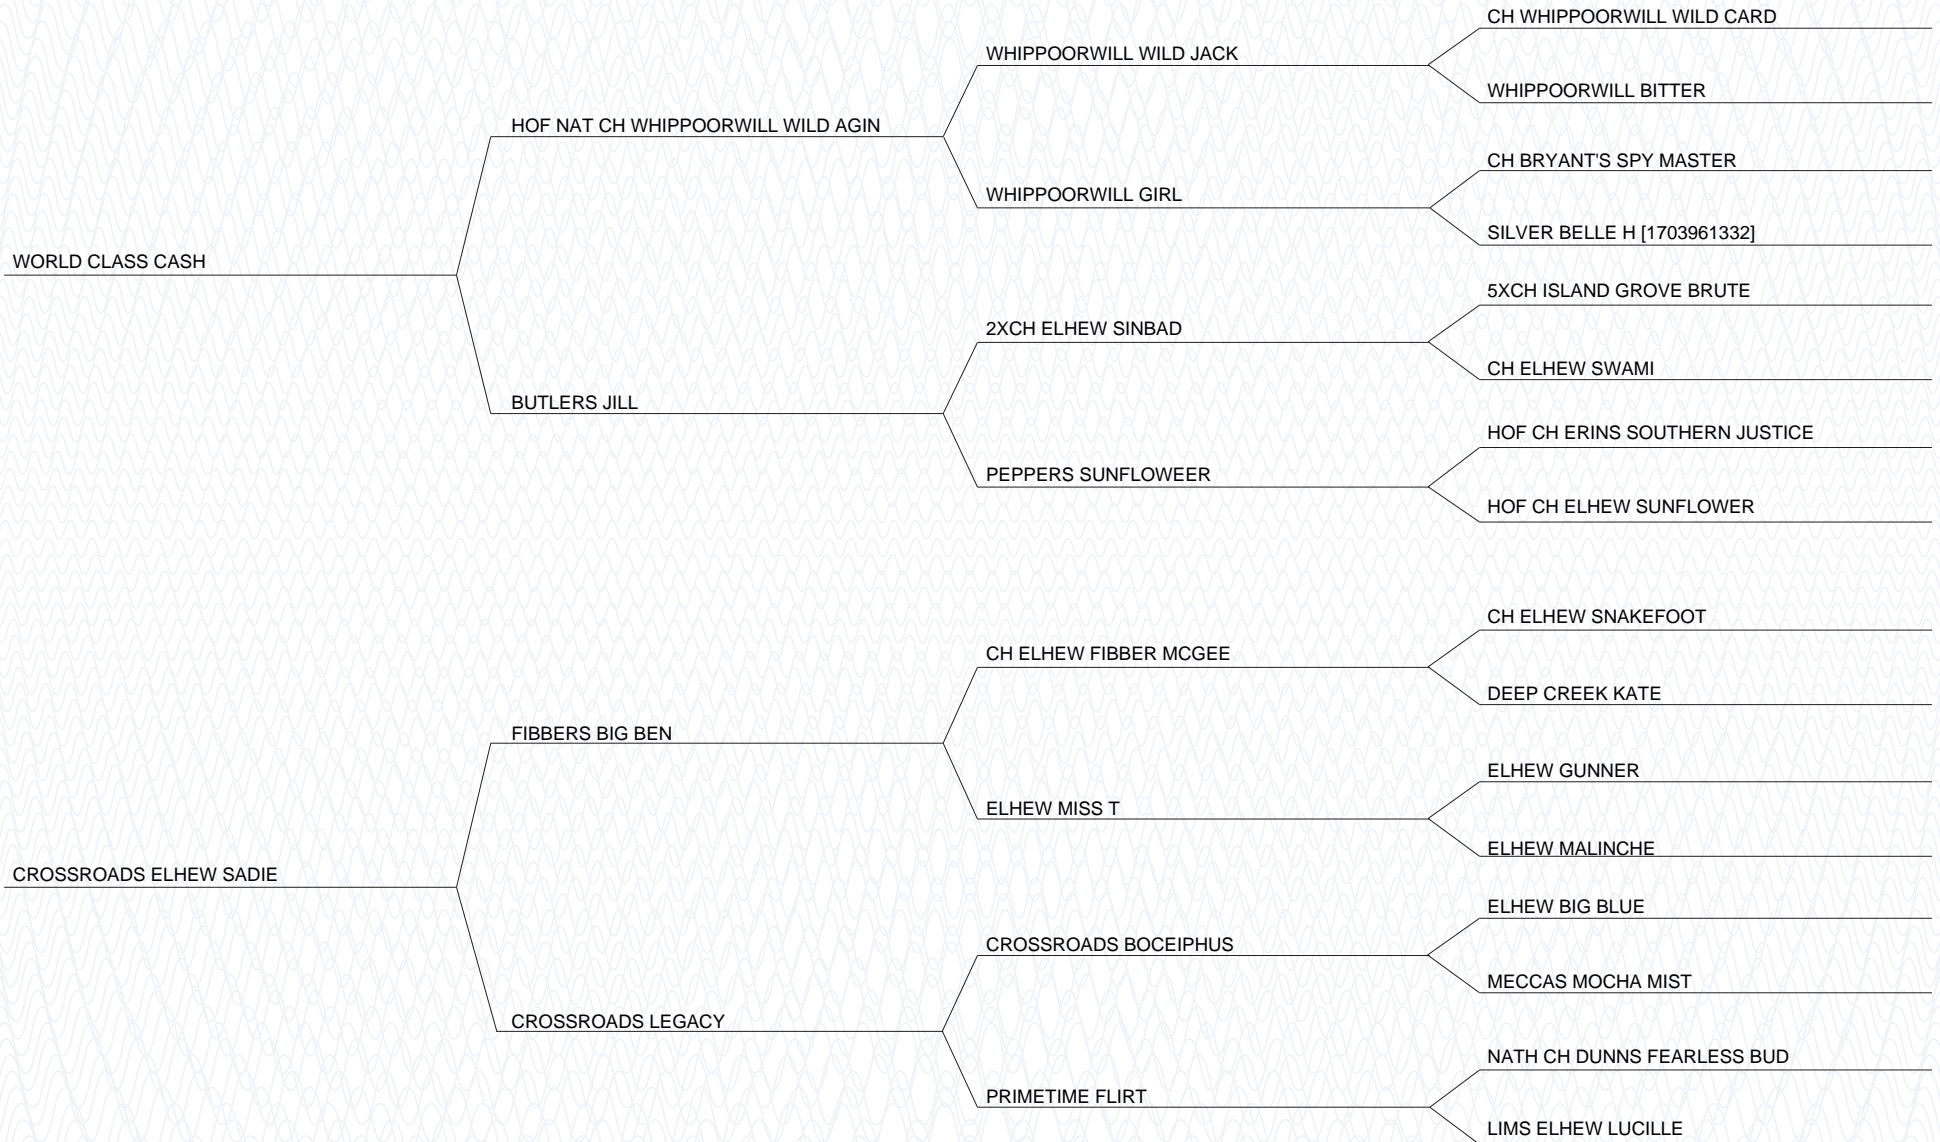 CH WHIPPOORWILL WILD CARD
WHIPPOORWILL WILD JACK
WHIPPOORWILL BITTER
HOF NAT CH WHIPPOORWILL WILD AGIN
CH BRYANT'S SPY MASTER
WHIPPOORWILL GIRL
SILVER BELLE H [1703961332]
WORLD CLASS CASH
5XCH ISLAND GROVE BRUTE
2XCH ELHEW SINBAD
CH ELHEW SWAMI
BUTLERS JILL
HOF CH ERINS SOUTHERN JUSTICE
PEPPERS SUNFLOWEER
HOF CH ELHEW SUNFLOWER
CH ELHEW SNAKEFOOT
CH ELHEW FIBBER MCGEE
DEEP CREEK KATE
FIBBERS BIG BEN
ELHEW GUNNER
ELHEW MISS T
ELHEW MALINCHE
CROSSROADS ELHEW SADIE
ELHEW BIG BLUE
CROSSROADS BOCEIPHUS
MECCAS MOCHA MIST
CROSSROADS LEGACY
NATH CH DUNNS FEARLESS BUD
PRIMETIME FLIRT
LIMS ELHEW LUCILLE